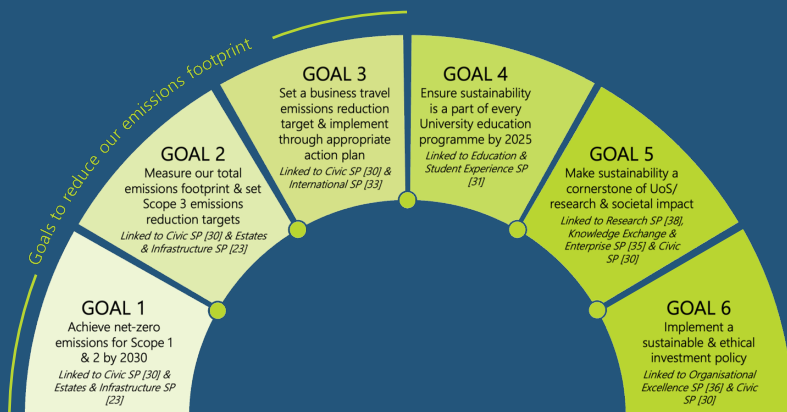 Goals to reduce our emissions footprint
GOAL 1
Achieve net-zero
emissions for Scope 1
& 2 by 2030
Linked to Civic SP [30] &
Estates & Infrastructure SP
[23]
GOAL 2
Measure our total
emissions footprint & set
Scope 3 emissions
reduction targets
Linked to Civic SP [30] & Estates
& Infrastructure SP [23]
GOAL 3
Set a business travel
emissions reduction
target & implement
through appropriate
action plan
Linked to Civic SP [30] &
International SP [33]
GOAL 4
Ensure sustainability
is a part of every
University education
programme by 2025
Linked to Education &
Student Experience SP
[31]
GOAL 5
Make sustainability a
cornerstone of UoS/
research & societal impact
Linked to Research SP [38],
Knowledge Exchange &
Enterprise SP [35] & Civic
SP [30]
GOAL 6
Implement a
sustainable & ethical
investment policy
Linked to Organisational
Excellence SP [36] & Civic
SP [30]